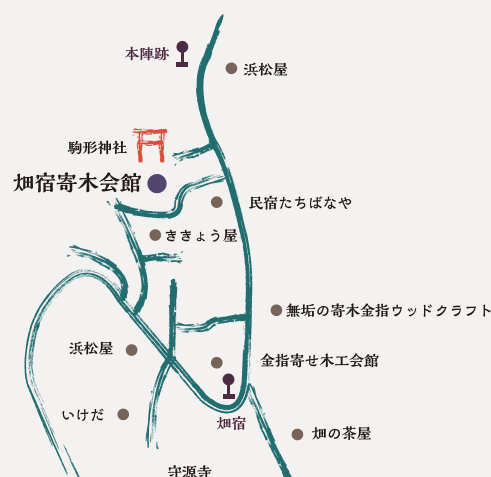 本陣跡
浜松屋
駒形神社
畑宿寄木会館
民宿たちばなや
ききょう屋
無垢の寄木金指ウッドクラフト
浜松屋
金指寄せ木工会館
いけだ
畑宿
畑の茶屋
守源寺